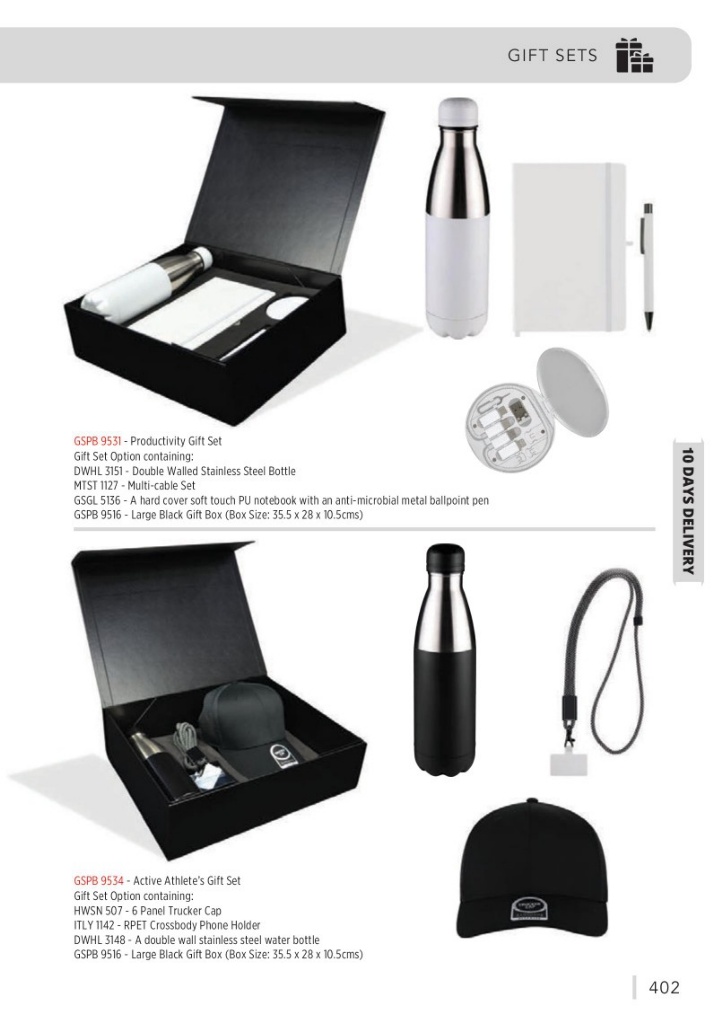 GIFT SETS
GSPB 9531 - Productivity Gift Set
Gift Set Option containing:
DWHL 3151 - Double Walled Stainless Steel Bottle
MTST 1127 - Multi-cable Set
GSGL 5136 - A hard cover soft touch PU notebook with an anti-microbial metal ballpoint pen
GSPB 9516 - Large Black Gift Box (Box Size: 35.5 x 28 x 10.5cms)
10 DAYS DELIVERY
GSPB 9534 - Active Athlete's Gift Set
Gift Set Option containing:
HWSN 507 - 6 Panel Trucker Cap
ITLY 1142 - RPET Crossbody Phone Holder
DWHL 3148 - A double wall stainless steel water bottle
GSPB 9516 - Large Black Gift Box (Box Size: 35.5 x 28 x 10.5cms)
402